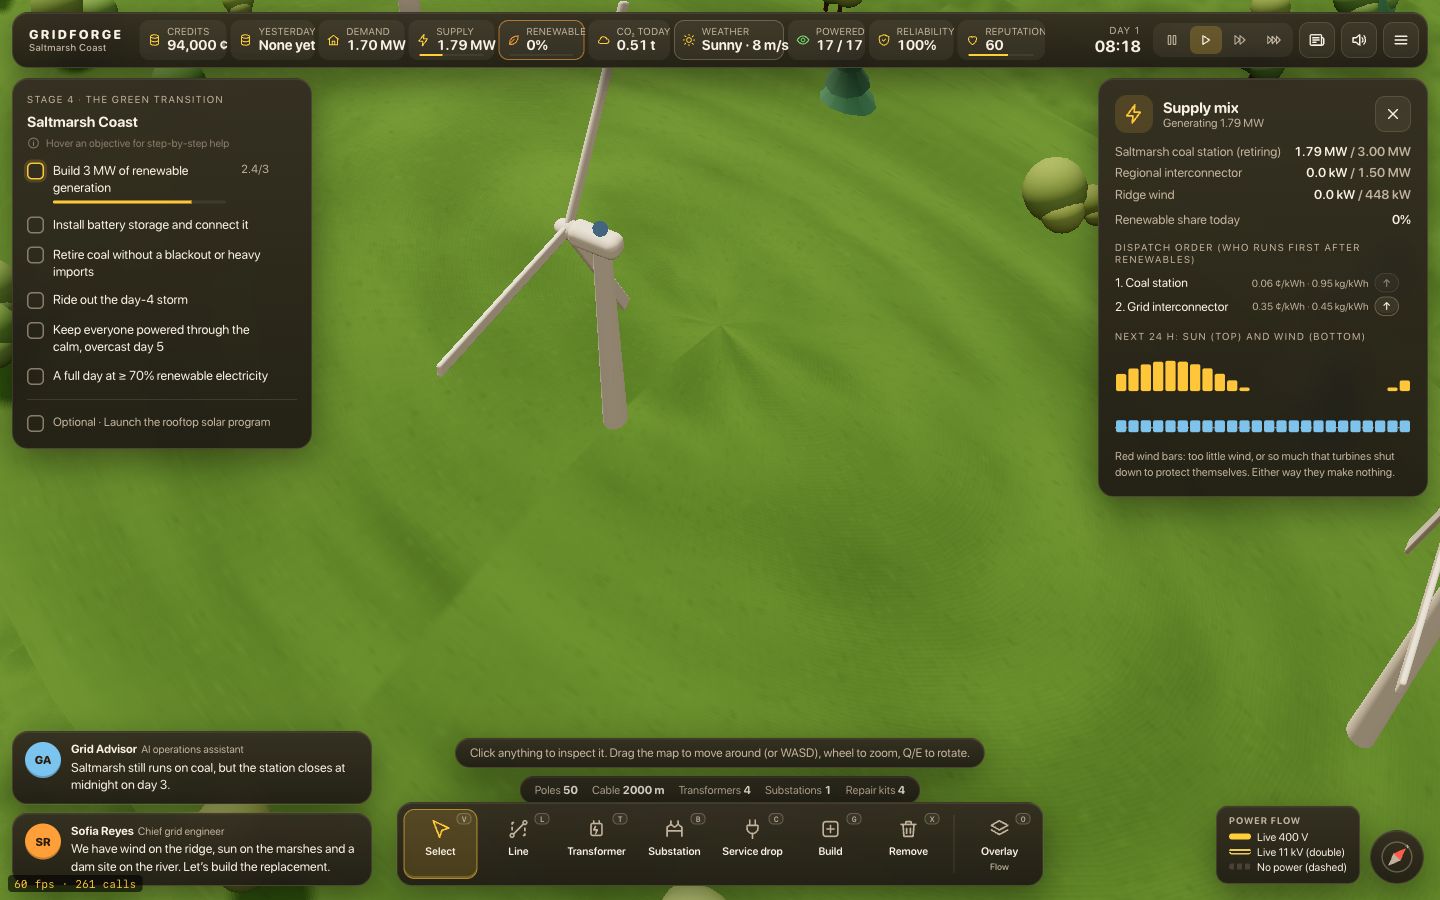 GRIDFORGE
Saltmarsh Coast
CREDITS
94,000 ¢
YESTERDAY
None yet
DEMAND
1.70 MW
SUPPLY
1.79 MW
RENEWABLE
0%
CO₂ TODAY
0.51 t
WEATHER
Sunny · 8 m/s
POWERED
17 / 17
RELIABILITY
100%
REPUTATION
60
DAY 1
08:18
STAGE 4 · THE GREEN TRANSITION
Saltmarsh Coast
Hover an objective for step-by-step help
Build 3 MW of renewable generation 2.4/3
Install battery storage and connect it
Retire coal without a blackout or heavy
imports
Ride out the day-4 storm
Keep everyone powered through the
calm, overcast day 5
A full day at ≥ 70% renewable electricity
Optional · Launch the rooftop solar program
Supply mix
Generating 1.79 MW
Saltmarsh coal station (retiring) 1.79 MW / 3.00 MW
Regional interconnector 0.0 kW / 1.50 MW
Ridge wind 0.0 kW / 448 kW
Renewable share today 0%
DISPATCH ORDER (WHO RUNS FIRST AFTER
RENEWABLES)
1. Coal station 0.06 ¢/kWh · 0.95 kg/kWh
2. Grid interconnector 0.35 ¢/kWh · 0.45 kg/kWh
NEXT 24 H: SUN (TOP) AND WIND (BOTTOM)
Red wind bars: too little wind, or so much that turbines shut
down to protect themselves. Either way they make nothing.
GA
Grid Advisor AI operations assistant
Saltmarsh still runs on coal, but the station closes at
midnight on day 3.
SR
Sofia Reyes Chief grid engineer
We have wind on the ridge, sun on the marshes and a
dam site on the river. Let's build the replacement.
60 fps · 261 calls
Click anything to inspect it. Drag the map to move around (or WASD), wheel to zoom, Q/E to rotate.
Poles 50 Cable 2000 m Transformers 4 Substations 1 Repair kits 4
V
Select
L
Line
T
Transformer
B
Substation
C
Service drop
G
Build
X
Remove
O
Overlay
Flow
POWER FLOW
Live 400 V
Live 11 kV (double)
No power (dashed)